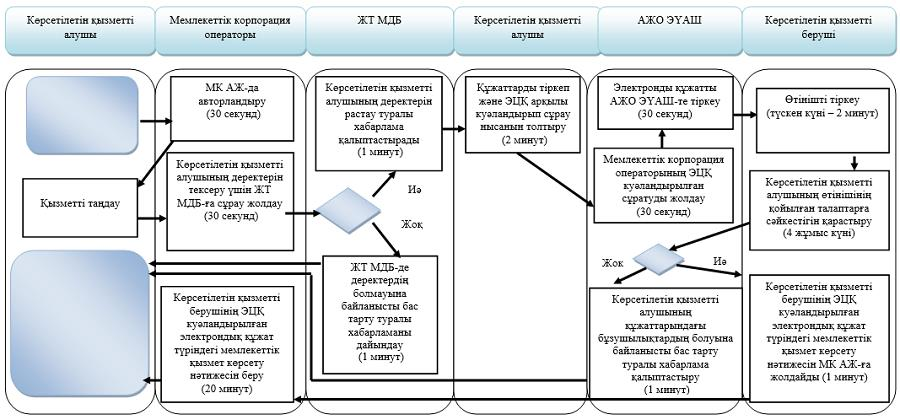 Көрсетілетін қызметті
алушы
Мемлекеттік корпорация
операторы
ЖТ МДБ
Көрсетілетін қызметті
алушы
АЖО ЭҮАШ
Көрсетілетін қызметті
беруші
МК АЖ-да
авторландыру
(30 секунд)
Көрсетілетін қызметті
алушының деректерін
растау туралы
хабарлама
қалыптастырады
(1 минут)
Құжаттарды тіркеп
және ЭЦҚ арқылы
куәландырып сұрау
нысанын толтыру
(2 минут)
Электронды құжатты
АЖО ЭҮАШ-те тіркеу
(30 секунд)
Өтінішті тіркеу
(түскен күні – 2 минут)
Қызметті таңдау
Көрсетілетін қызметті
алушының деректерін
тексеру үшін ЖТ
МДБ-ға сұрау жолдау
(30 секунд)
Иә
Жоқ
Мемлекеттік корпорация
операторының ЭЦҚ
куәландырылған
сұратуды жолдау
(30 секунд)
Көрсетілетін қызметті
алушының өтінішінің
қойылған талаптарға
сәйкестігін қарастыру
(4 жұмыс күні)
Жоқ
Иә
ЖТ МДБ-де
деректердің
болмауына
байланысты бас
тарту туралы
хабарламаны
дайындау
(1 минут)
Көрсетілетін қызметті
берушінің ЭЦҚ
куәландырылған
электрондық құжат
түріндегі мемлекеттік
қызмет көрсету
нәтижесін беру
(20 минут)
Көрсетілетін қызметті
алушының
құжаттарындағы
бұзушылықтардың болуына
байланысты бас тарту
туралы хабарлама
қалыптастыру
(1 минут)
Көрсетілетін қызметті
берушінің ЭЦҚ
куәландырылған
электрондық құжат
түріндегі мемлекеттік
қызмет көрсету
нәтижесін МК АЖ-ға
жолдайды (1 минут)